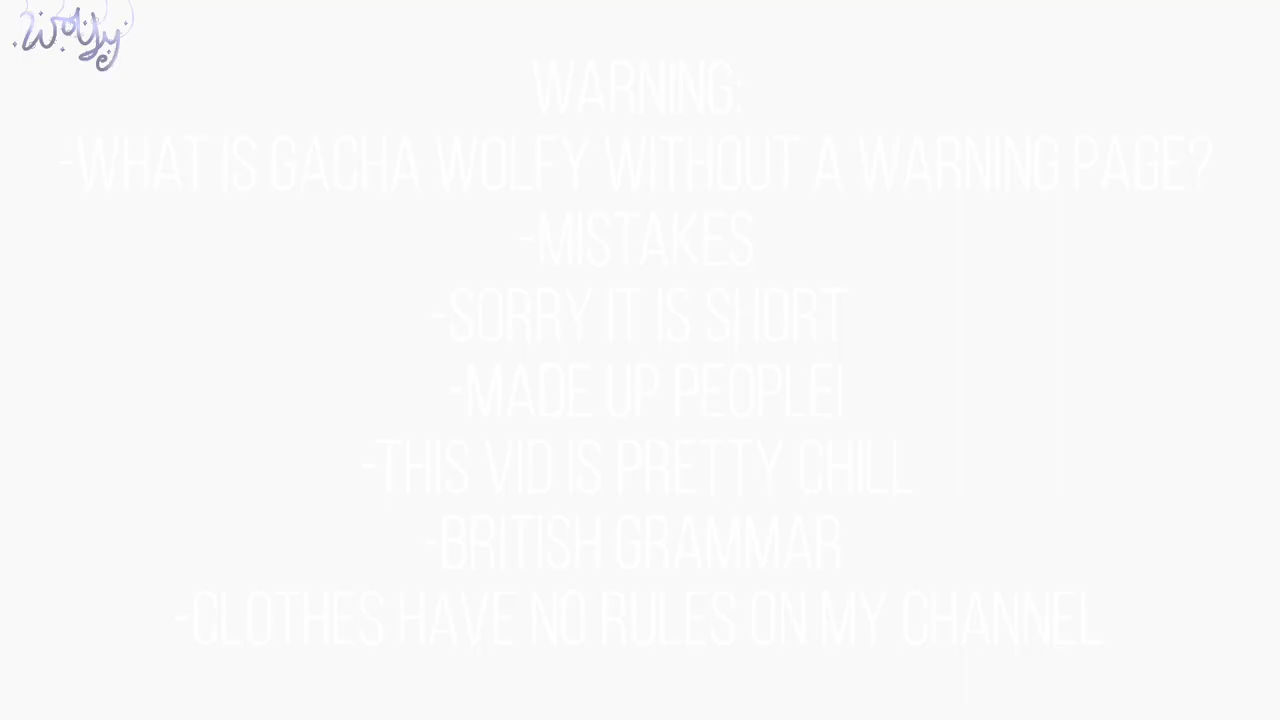 Wolfy
WARNING:
-WHAT IS GACHA WOLFY WITHOUT A WARNING PAGE?
-MISTAKES
-SORRY IT IS SHORT
-MADE UP PEOPLE!
-THIS VID IS PRETTY CHILL
-BRITISH GRAMMAR
-CLOTHES HAVE NO RULES ON MY CHANNEL